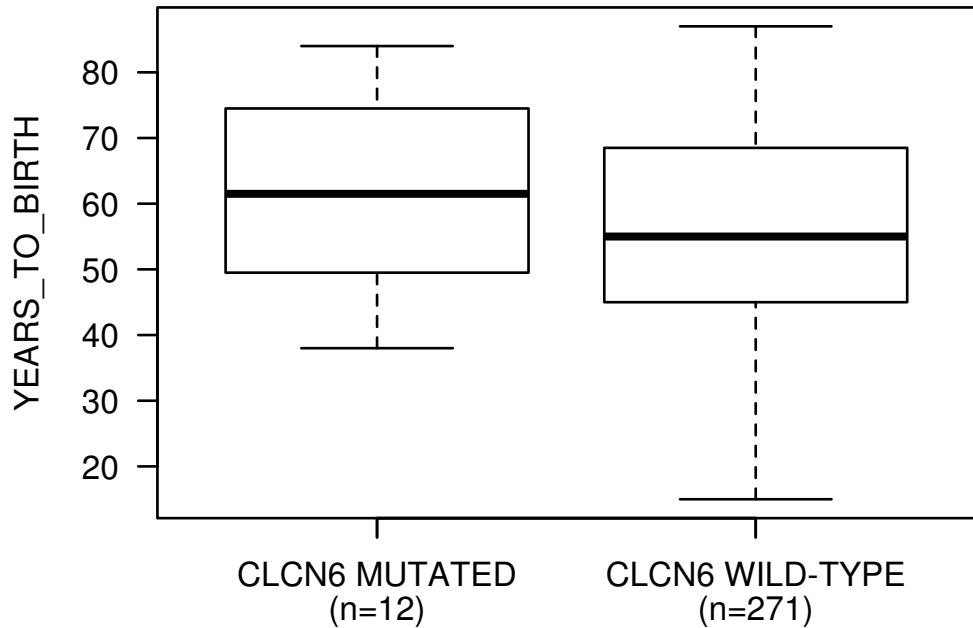 YEARS_TO_BIRTH
80
70
60
50
40
30
20
CLCN6 MUTATED
(n=12)
CLCN6 WILD-TYPE
(n=271)